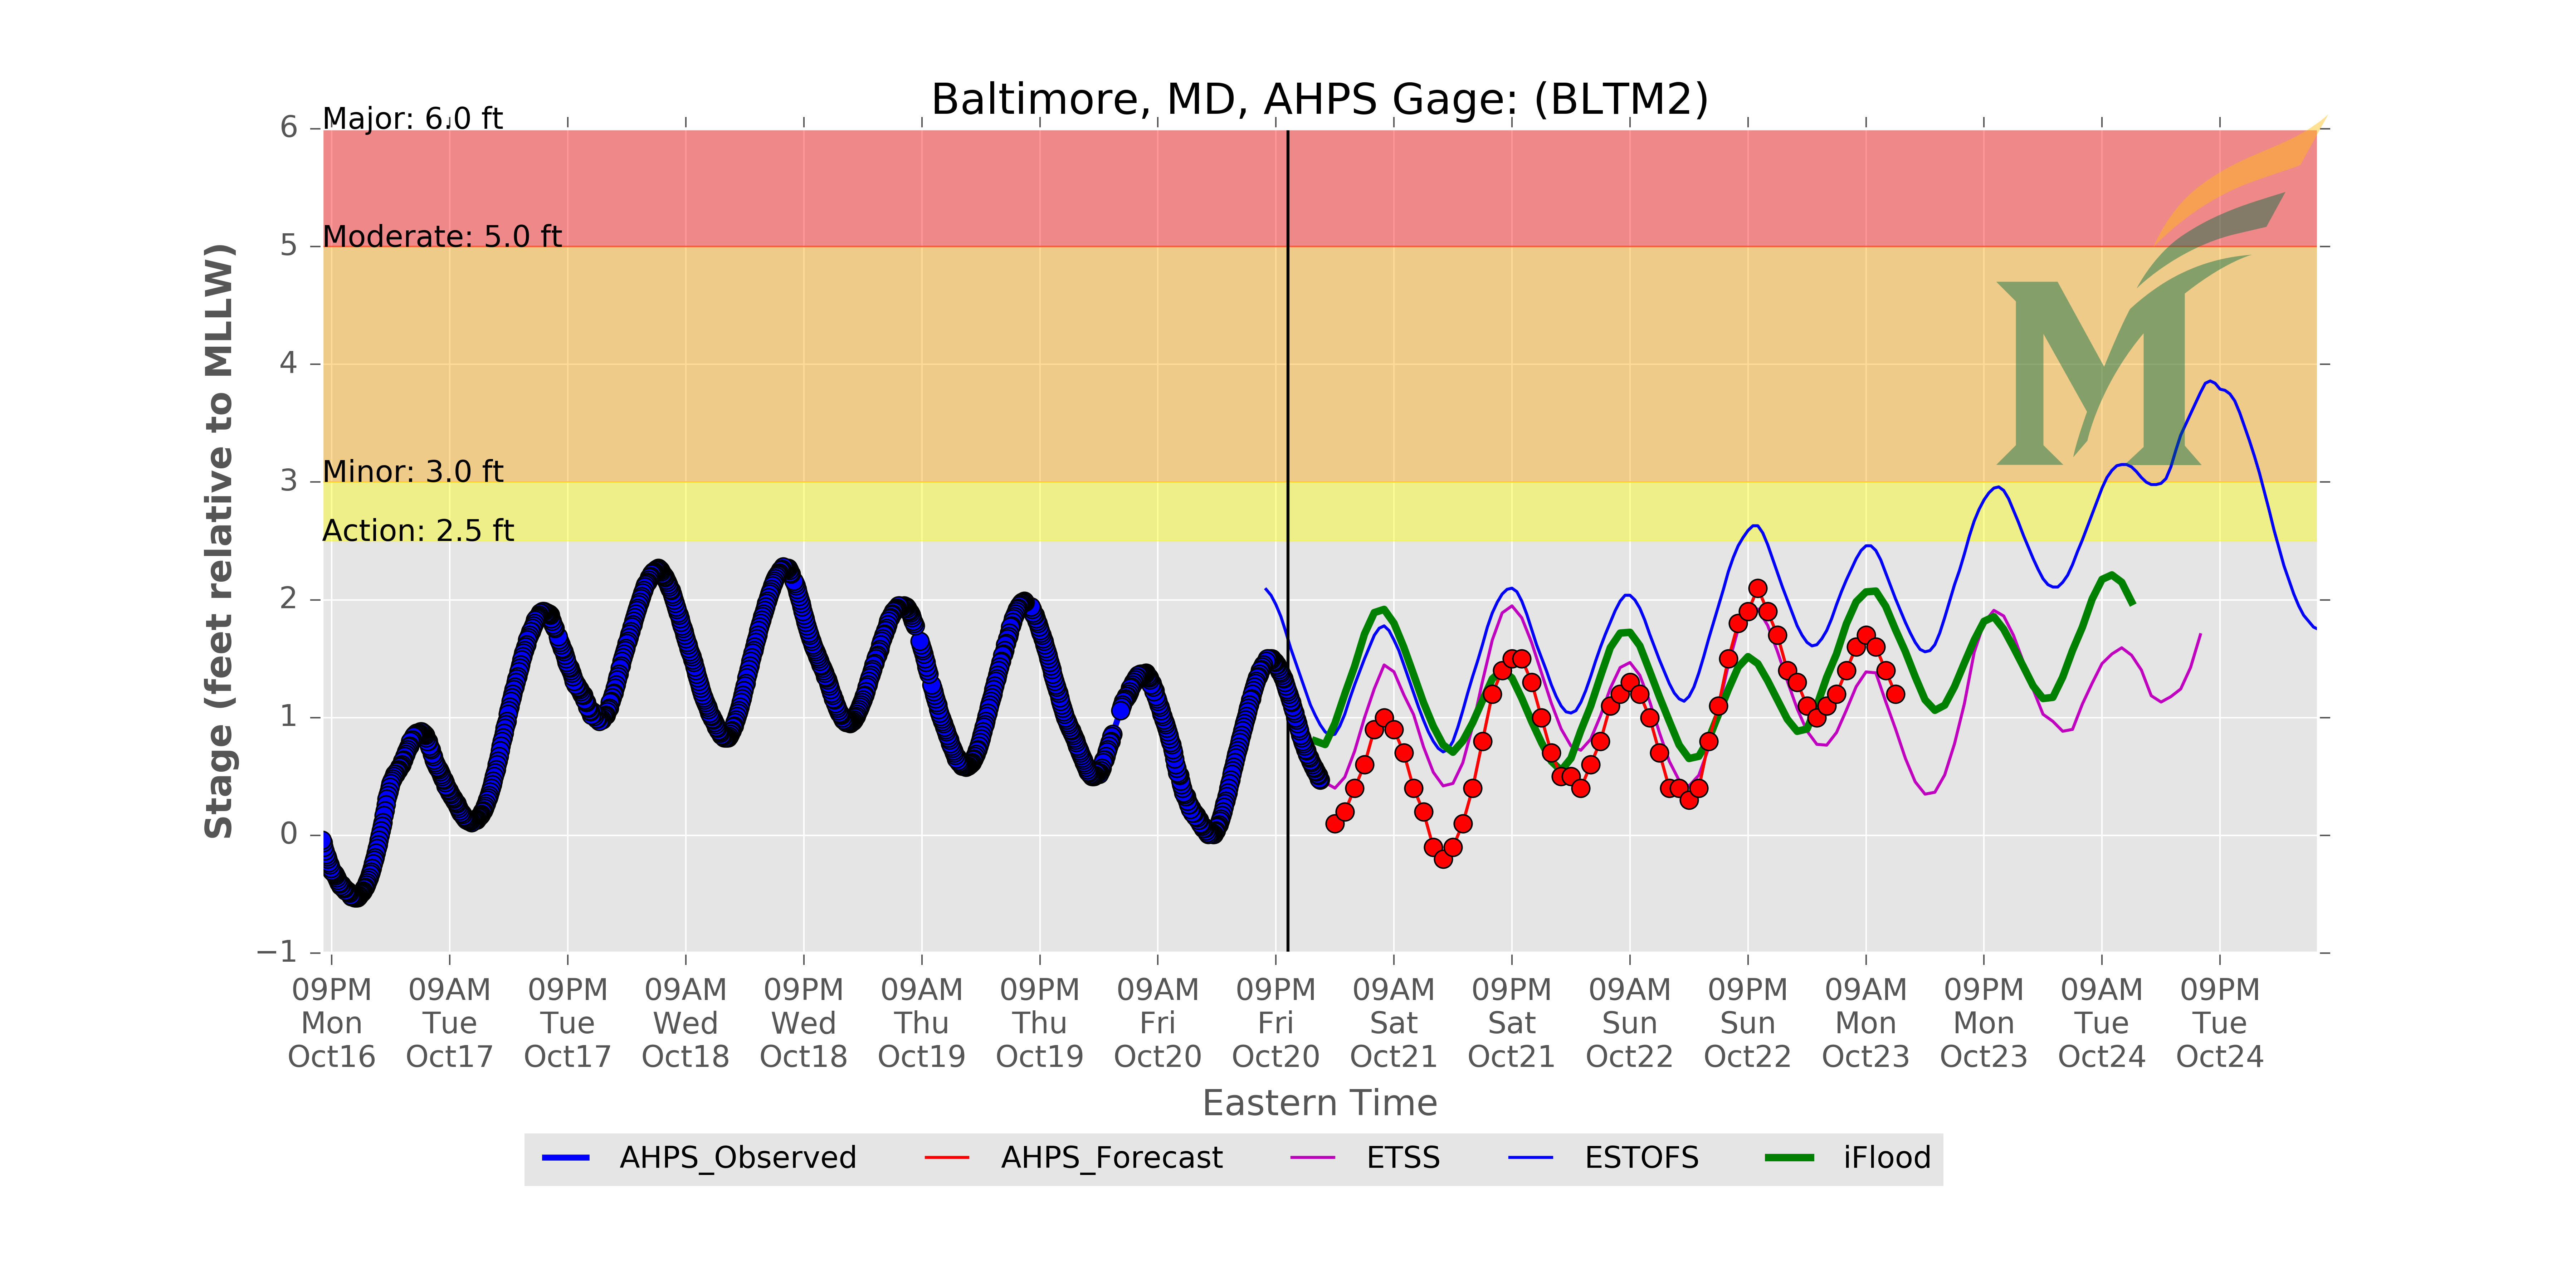 Baltimore, MD, AHPS Gage: (BLTM2)
Major: 6.0 ft
Moderate: 5.0 ft
Minor: 3.0 ft
Action: 2.5 ft
6
5
4
3
2
1
0
−1
Stage (feet relative to MLLW)
M
09PM 09AM 09PM 09AM 09PM 09AM 09PM 09AM 09PM 09AM 09PM 09AM 09PM 09AM 09PM 09AM 09PM
Mon Tue Tue Wed Wed Thu Thu Fri Fri Sat Sat Sun Sun Mon Mon Tue Tue
Oct16 Oct17 Oct17 Oct18 Oct18 Oct19 Oct19 Oct20 Oct20 Oct21 Oct21 Oct22 Oct22 Oct23 Oct23 Oct24 Oct24
Eastern Time
AHPS_Observed AHPS_Forecast ETSS ESTOFS iFlood